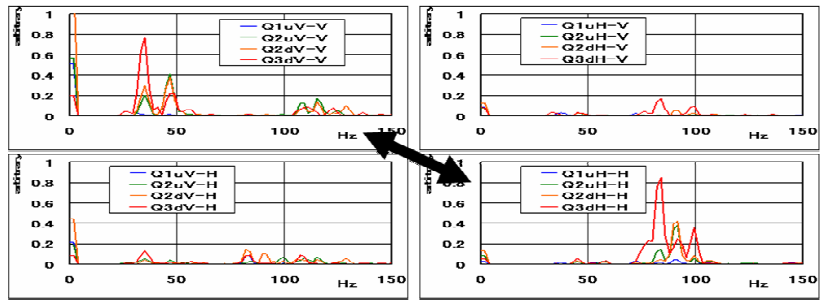 arbitrary
1
0.8
0.6
0.4
0.2
0
0 50 100 150
Hz
Q1uV-V
Q2uV-V
Q2dV-V
Q3dV-V
arbitrary
1
0.8
0.6
0.4
0.2
0
0 50 100 150
Hz
Q1uH-V
Q2uH-V
Q2dH-V
Q3dH-V
arbitrary
1
0.8
0.6
0.4
0.2
0
0 50 100 150
Hz
Q1uV-H
Q2uV-H
Q2dV-H
Q3dV-H
arbitrary
1
0.8
0.6
0.4
0.2
0
0 50 100 150
Hz
Q1uH-H
Q2uH-H
Q2dH-H
Q3dH-H